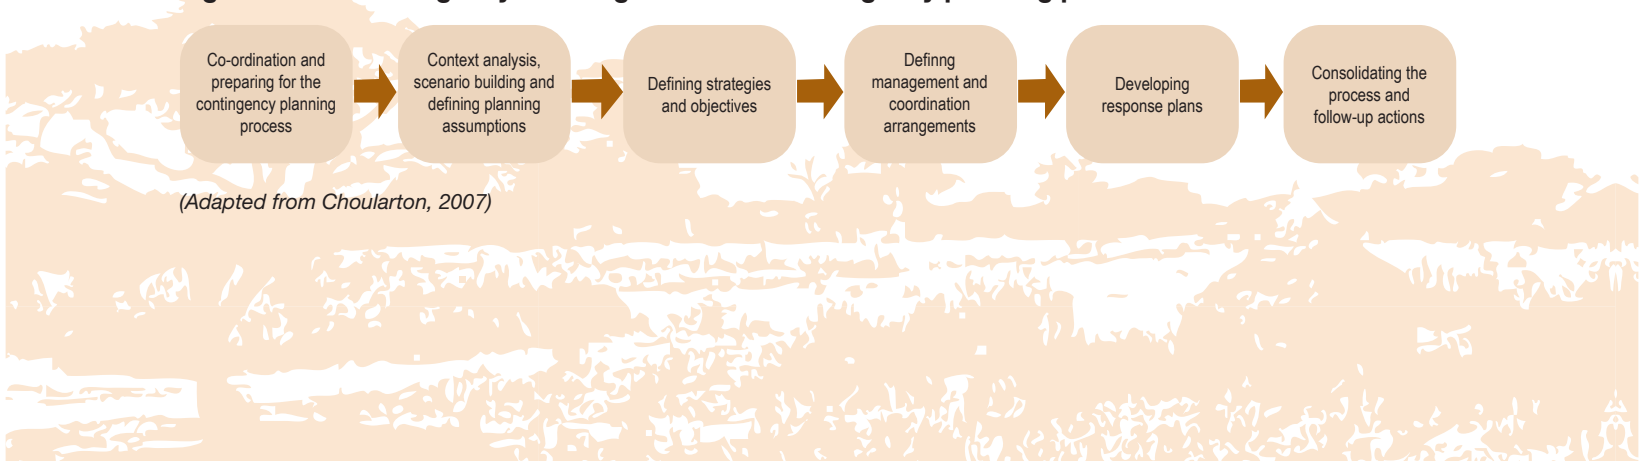 Co-ordination and
preparing for the
contingency planning
process
Context analysis,
scenario building and
defining planning
assumptions
Defining strategies
and objectives
Definng
management and
coordination
arrangements
Developing
response plans
Consolidating the
process and
follow-up actions
(Adapted from Choularton, 2007)